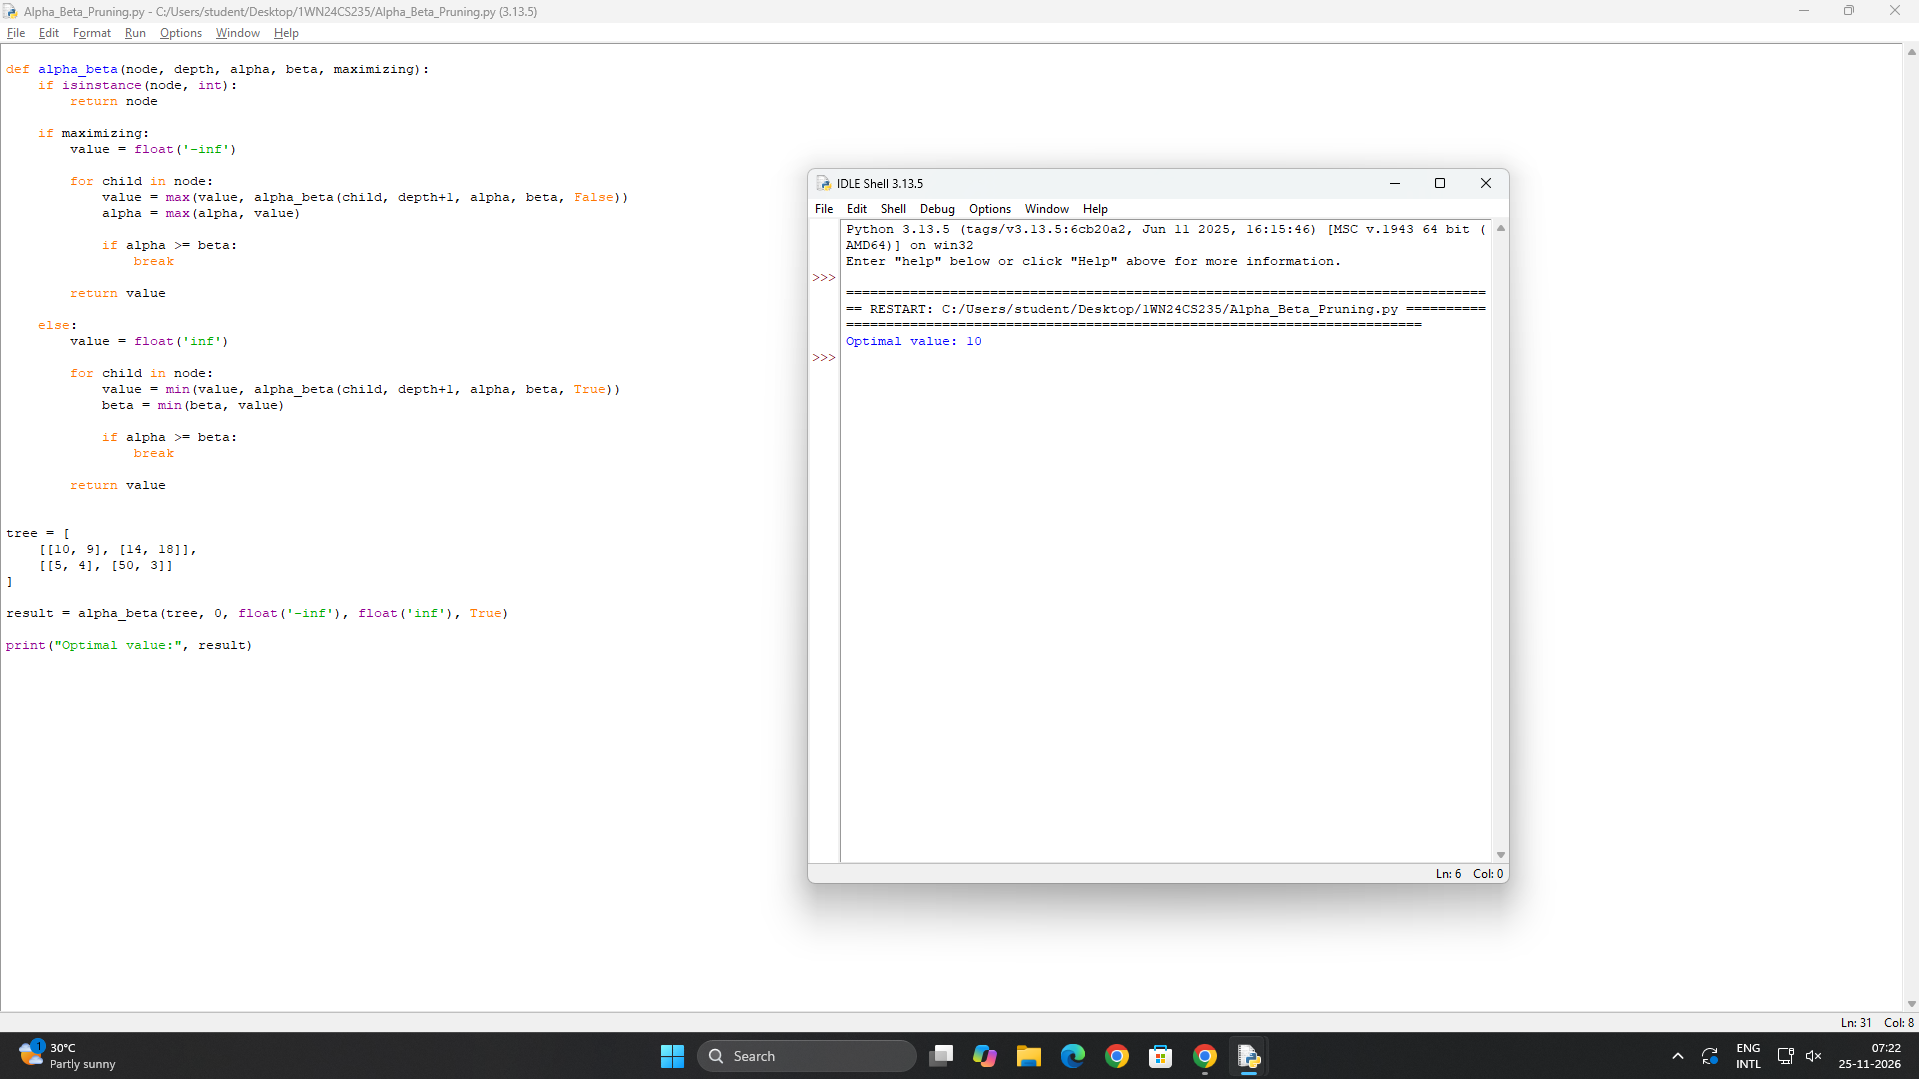 Alpha_Beta_Pruning.py - C:/Users/student/Desktop/1WN24CS235/Alpha_Beta_Pruning.py (3.13.5)
File Edit Format Run Options Window Help
def alpha_beta(node, depth, alpha, beta, maximizing):
    if isinstance(node, int):
        return node
    if maximizing:
        value = float('-inf')
        for child in node:
            value = max(value, alpha_beta(child, depth+1, alpha, beta, False))
            alpha = max(alpha, value)
            if alpha >= beta:
                break
        return value
    else:
        value = float('inf')
        for child in node:
            value = min(value, alpha_beta(child, depth+1, alpha, beta, True))
            beta = min(beta, value)
            if alpha >= beta:
                break
        return value
tree = [
    [[10, 9], [14, 18]],
    [[5, 4], [50, 3]]
]
result = alpha_beta(tree, 0, float('-inf'), float('inf'), True)
print("Optimal value:", result)
IDLE Shell 3.13.5
File Edit Shell Debug Options Window Help
Python 3.13.5 (tags/v3.13.5:6cb20a2, Jun 11 2025, 16:15:46) [MSC v.1943 64 bit (
AMD64)] on win32
Enter "help" below or click "Help" above for more information.
>>>
================================================================================
== RESTART: C:/Users/student/Desktop/1WN24CS235/Alpha_Beta_Pruning.py ==========
========================================================================
Optimal value: 10
>>>
Ln: 6 Col: 0
Ln: 31 Col: 8
1
30°C
Partly sunny
Search
ENG
INTL
07:22
25-11-2026